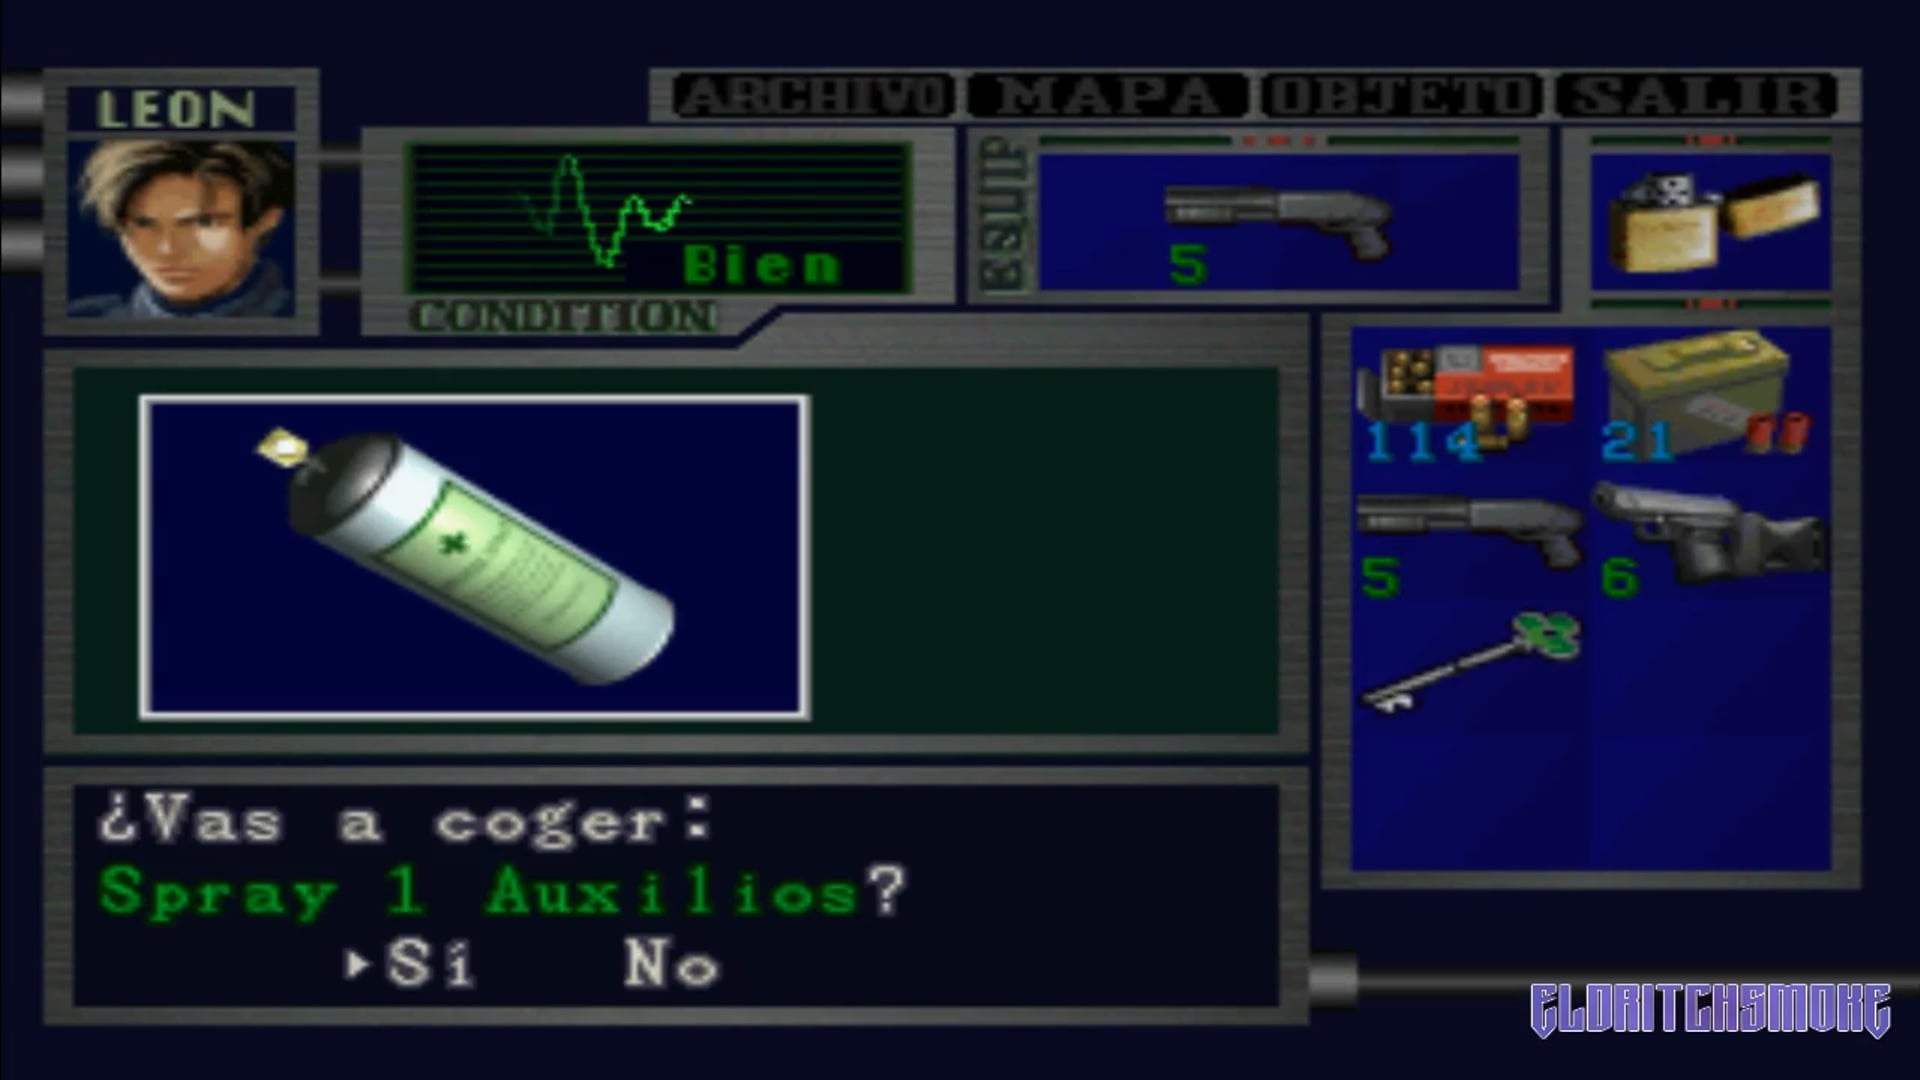 LEON
ARCHIVO MAPA OBJETO SALIR
EQUIP
Bien
5
CONDITION
114 21
5 6
¿Vas a coger:
Spray 1 Auxilios?
Sí No
ELDRITCHSMOKE